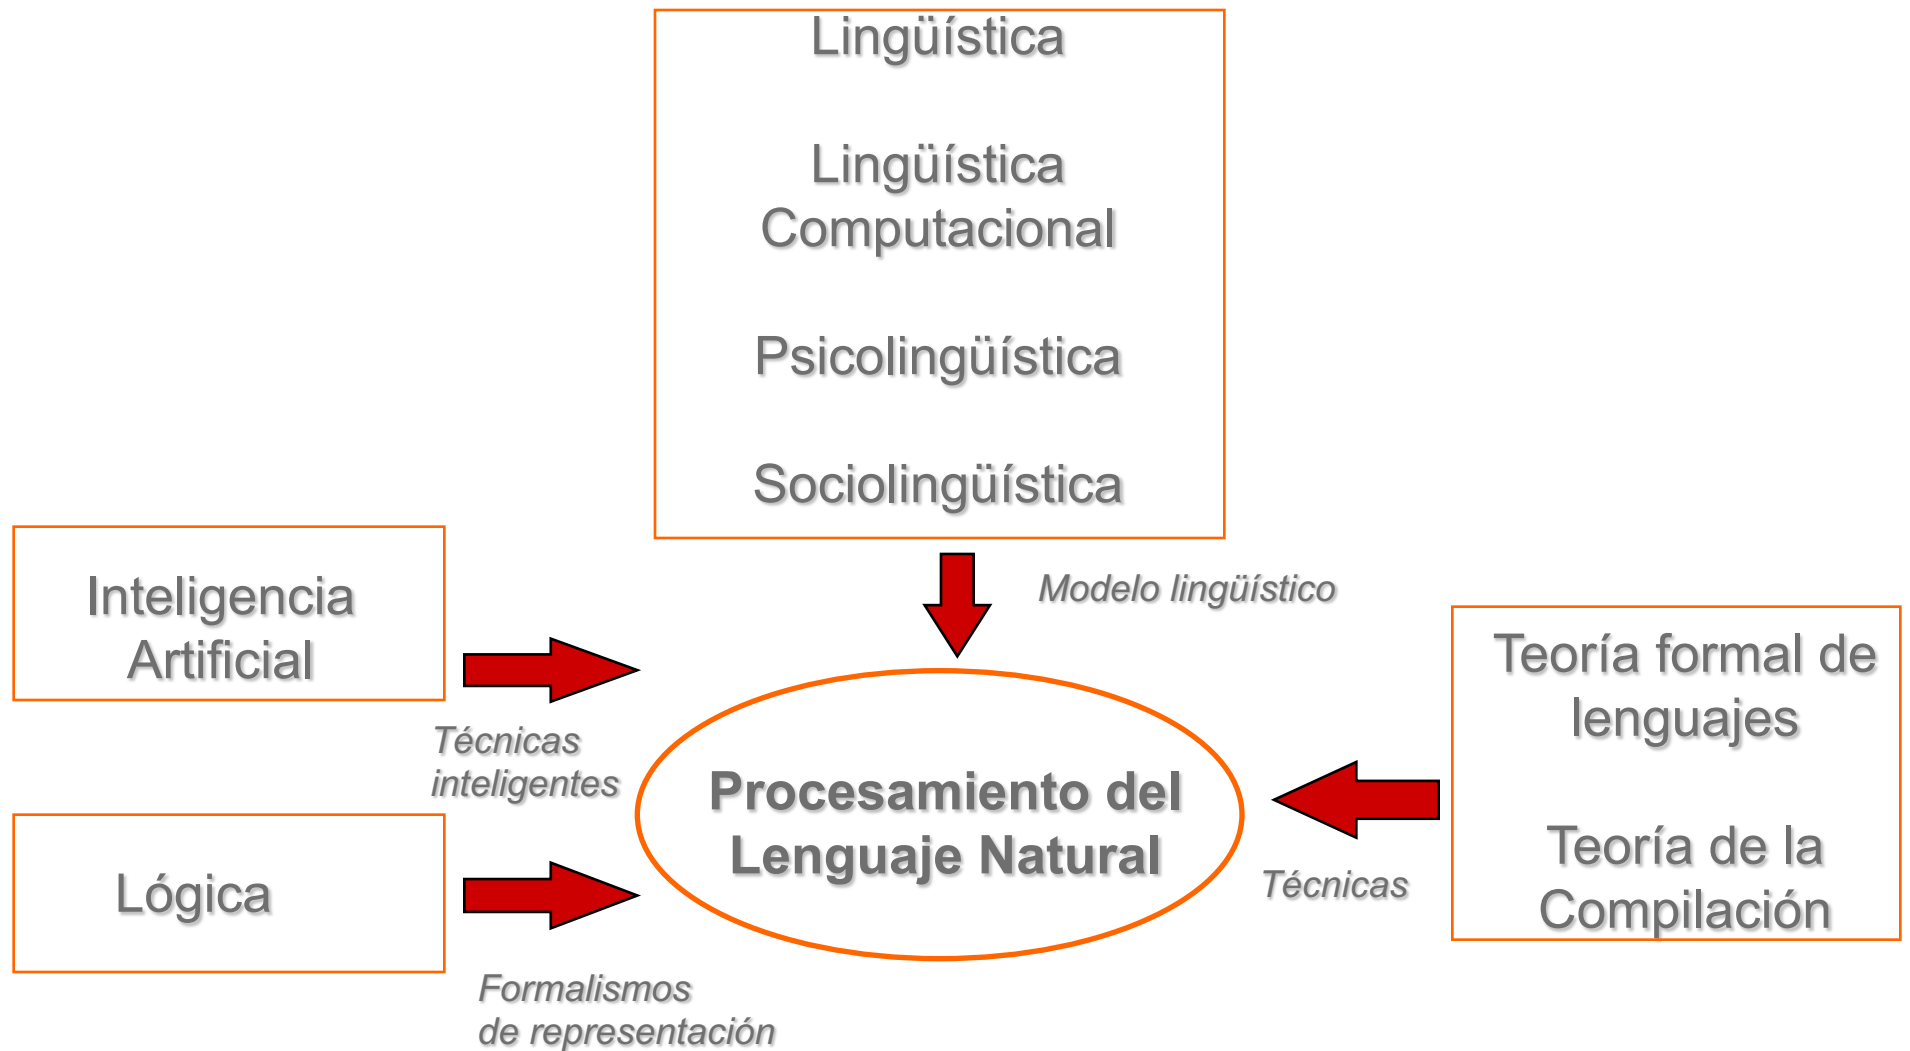 Lingüística
Lingüística
Computacional
Psicolingüística
Sociolingüística
Modelo lingüístico
Inteligencia
Artificial
Técnicas
inteligentes
Lógica
Formalismos
de representación
Procesamiento del
Lenguaje Natural
Teoría formal de
lenguajes
Teoría de la
Compilación
Técnicas